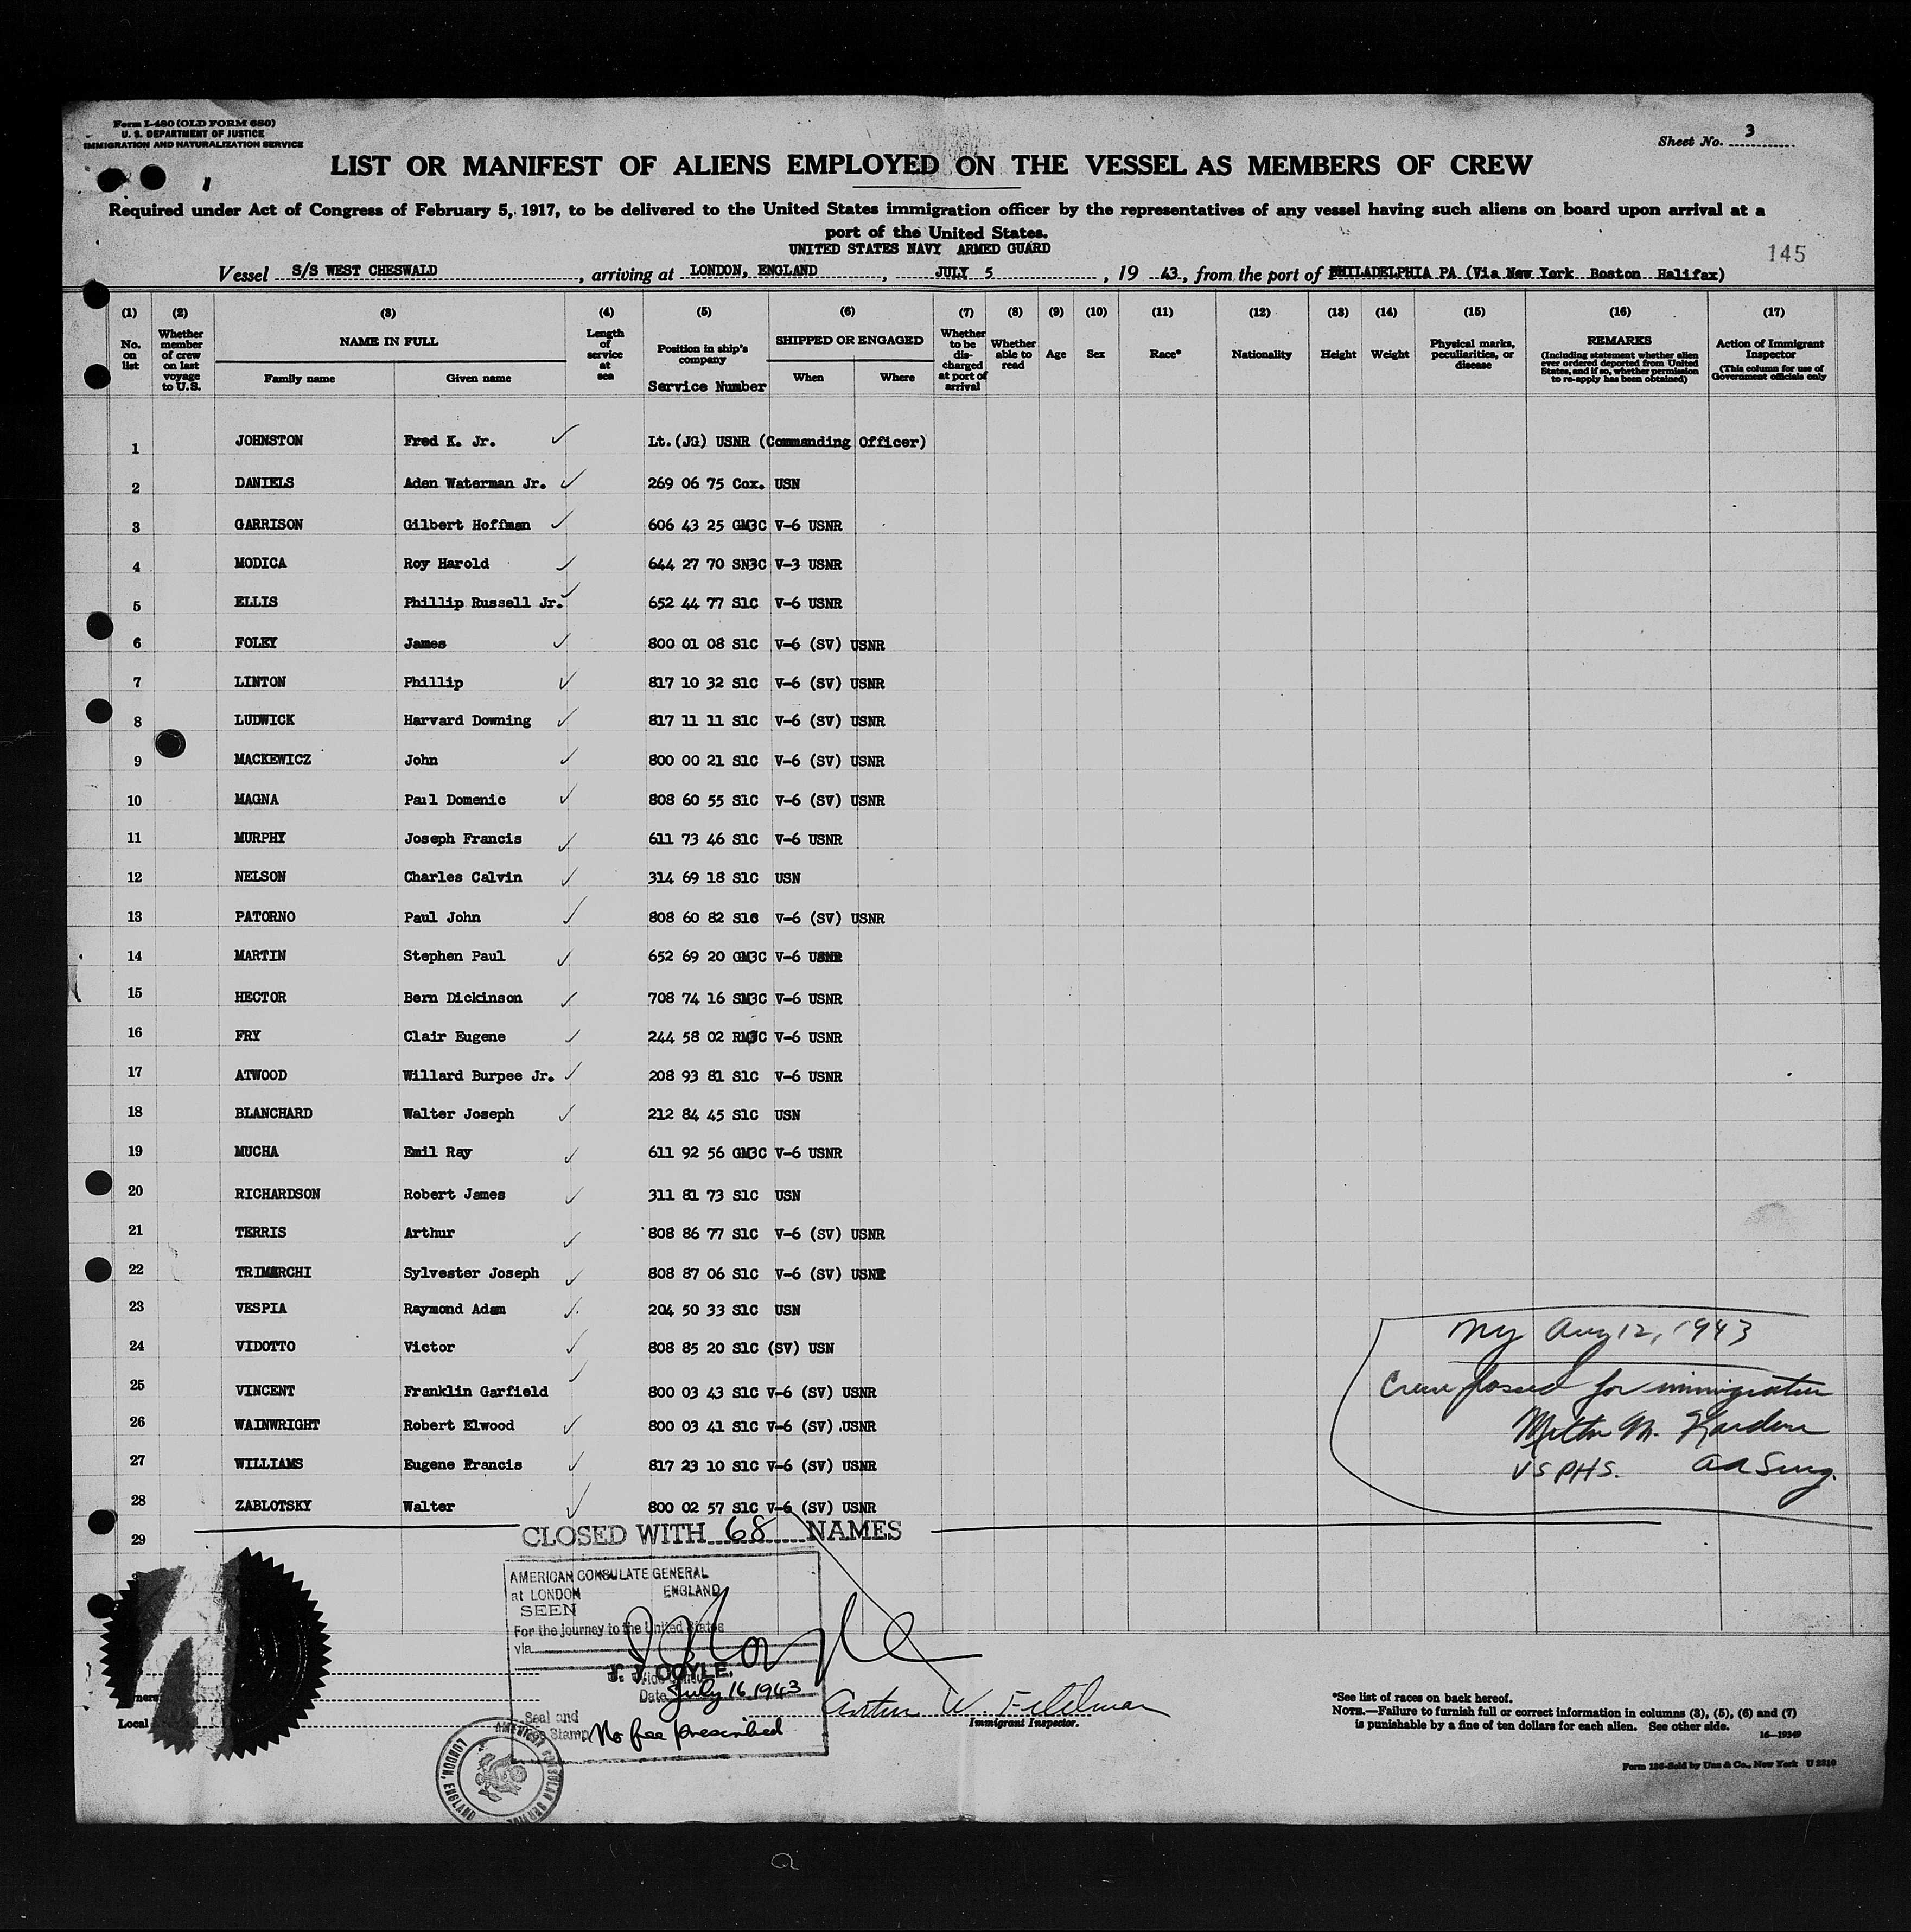 Form I-480 (OLD FORM 680)
U. S. DEPARTMENT OF JUSTICE
IMMIGRATION AND NATURALIZATION SERVICE
Sheet No. 3
LIST OR MANIFEST OF ALIENS EMPLOYED ON THE VESSEL AS MEMBERS OF CREW
Required under Act of Congress of February 5, 1917, to be delivered to the United States immigration officer by the representatives of any vessel having such aliens on board upon arrival at a
port of the United States.
UNITED STATES NAVY ARMED GUARD
145
Vessel S/S WEST CHESWALD, arriving at LONDON, ENGLAND, JULY 5, 19 43, from the port of PHILADELPHIA PA (Via New York Boston Halifax)
(1) (2) (3) (4) (5) (6) (7) (8) (9) (10) (11) (12) (13) (14) (15) (16) (17)
No. on list
Whether member of crew on last voyage to U.S.
NAME IN FULL
Family name Given name
Length of service at sea
Position in ship's company
Service Number
SHIPPED OR ENGAGED
When Where
Whether to be discharged at port of arrival
Whether able to read
Age
Sex
Race*
Nationality
Height
Weight
Physical marks, peculiarities, or disease
REMARKS
(Including statement whether alien ever ordered deported from United States, and if so, whether permission to re-apply has been obtained)
Action of Immigrant Inspector
(This column for use of Government officials only
1 JOHNSTON Fred K. Jr. ✓ Lt.(JG) USNR (Commanding Officer)
2 DANIELS Aden Waterman Jr. ✓ 269 06 75 Cox. USN
3 GARRISON Gilbert Hoffman ✓ 606 43 25 GM3C V-6 USNR
4 MODICA Roy Harold ✓ 644 27 70 SN3C V-3 USNR
5 ELLIS Phillip Russell Jr. ✓ 652 44 77 S1C V-6 USNR
6 FOLEY James ✓ 800 01 08 S1C V-6 (SV) USNR
7 LINTON Phillip ✓ 817 10 32 S1C V-6 (SV) USNR
8 LUDWICK Harvard Downing ✓ 817 11 11 S1C V-6 (SV) USNR
9 MACKEWICZ John ✓ 800 00 21 S1C V-6 (SV) USNR
10 MAGNA Paul Domenic ✓ 808 60 55 S1C V-6 (SV) USNR
11 MURPHY Joseph Francis ✓ 611 73 46 S1C V-6 USNR
12 NELSON Charles Calvin ✓ 314 69 18 S1C USN
13 PATORNO Paul John ✓ 808 60 82 S1C V-6 (SV) USNR
14 MARTIN Stephen Paul ✓ 652 69 20 GM3C V-6 USNR
15 HECTOR Bern Dickinson ✓ 708 74 16 SM3C V-6 USNR
16 FRY Clair Eugene ✓ 244 58 02 RM3C V-6 USNR
17 ATWOOD Willard Burpee Jr. ✓ 208 93 81 S1C V-6 USNR
18 BLANCHARD Walter Joseph ✓ 212 84 45 S1C USN
19 MUCHA Emil Ray ✓ 611 92 56 GM3C V-6 USNR
20 RICHARDSON Robert James ✓ 311 81 73 S1C USN
21 TERRIS Arthur ✓ 808 86 77 S1C V-6 (SV) USNR
22 TRIMARCHI Sylvester Joseph ✓ 808 87 06 S1C V-6 (SV) USNR
23 VESPIA Raymond Adam ✓ 204 50 33 S1C USN
24 VIDOTTO Victor ✓ 808 85 20 S1C (SV) USN
25 VINCENT Franklin Garfield ✓ 800 03 43 S1C V-6 (SV) USNR
26 WAINWRIGHT Robert Elwood ✓ 800 03 41 S1C V-6 (SV) USNR
27 WILLIAMS Eugene Francis ✓ 817 23 10 S1C V-6 (SV) USNR
28 ZABLOTSKY Walter ✓ 800 02 57 S1C V-6 (SV) USNR
29
NY Aug 12, 1943
Crew passed for immigration
USPHS.
CLOSED WITH 68 NAMES
AMERICAN CONSULATE GENERAL
at LONDON ENGLAND
SEEN
For the journey to the United States
via
J. J. COYLE,
Date July 16 1943
Seal and
Stamp No fee prescribed
Local
Immigrant Inspector.
AMERICAN CONSULAR SERVICE LONDON, ENGLAND
*See list of races on back hereof.
NOTE.—Failure to furnish full or correct information in columns (3), (5), (6) and (7)
is punishable by a fine of ten dollars for each alien. See other side.
16—19349